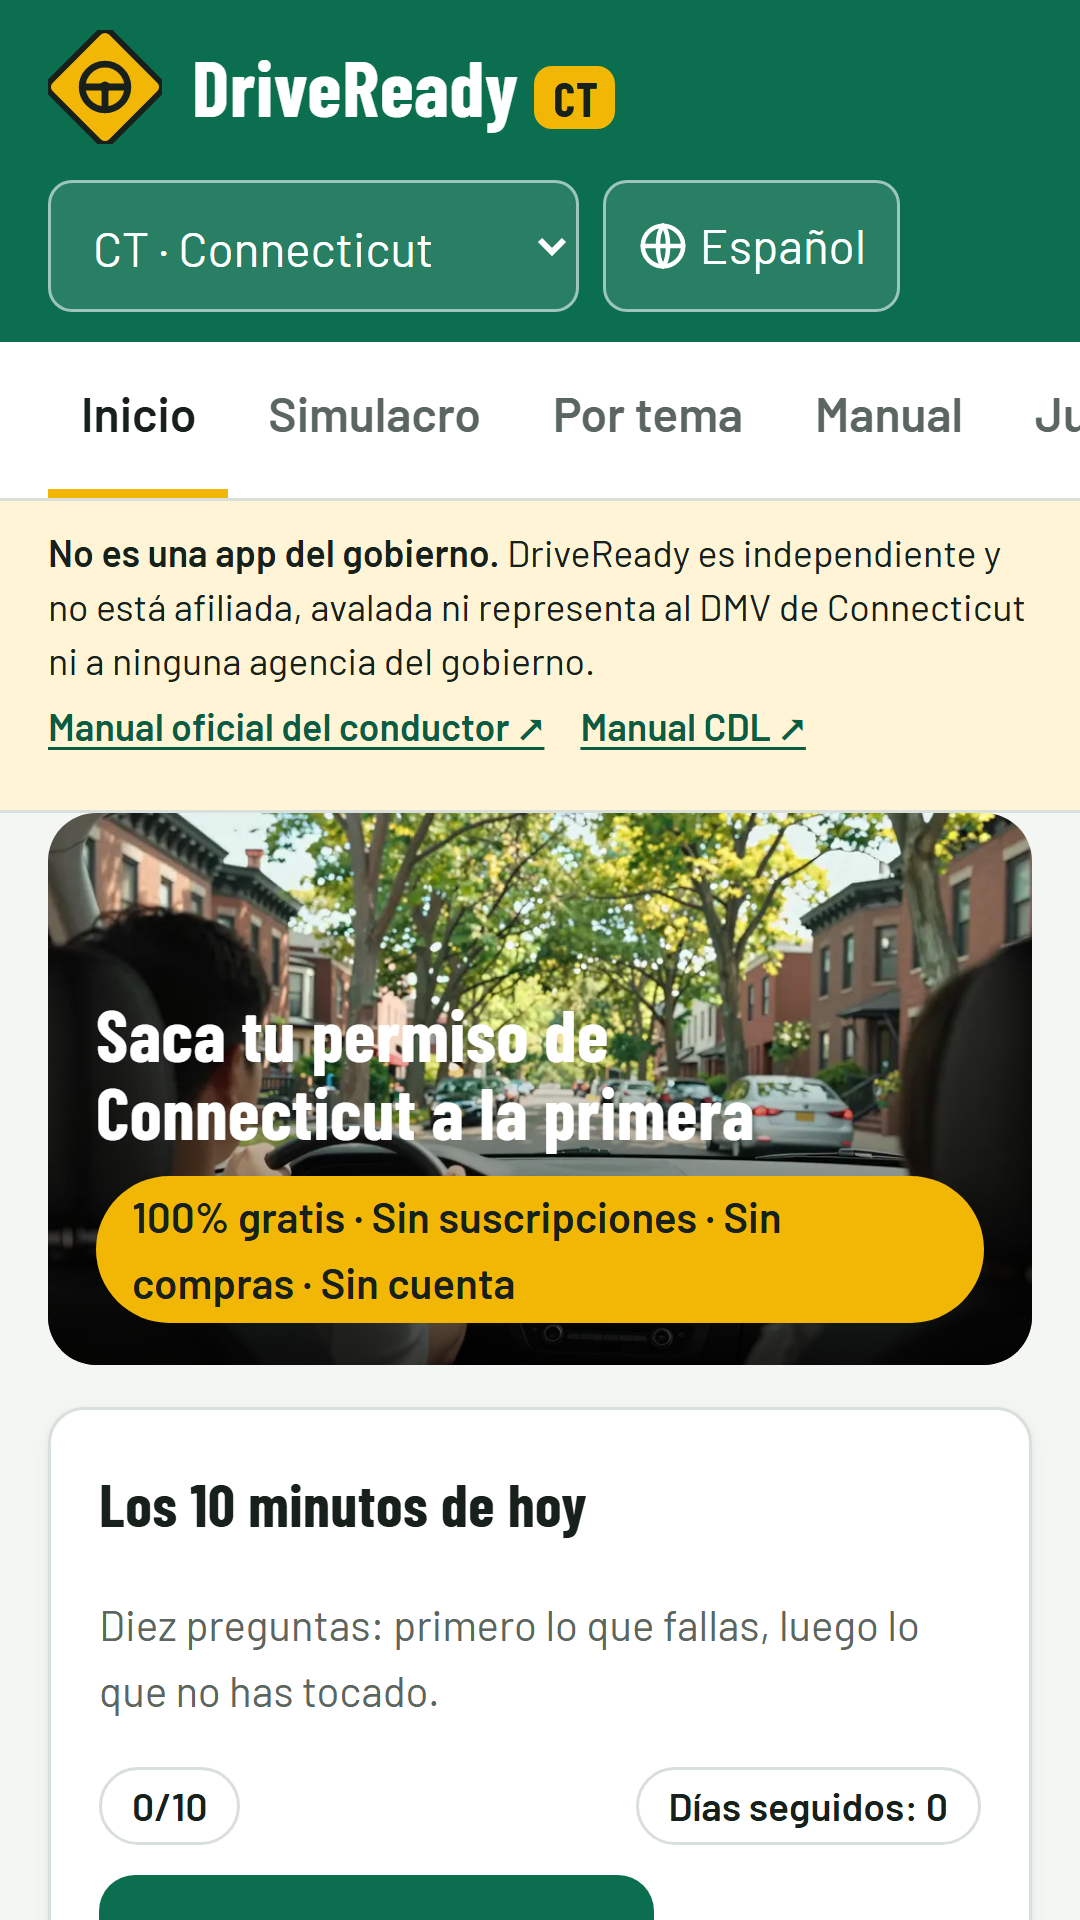 DriveReady CT
CT · Connecticut
Español
Inicio Simulacro Por tema Manual Ju
No es una app del gobierno. DriveReady es independiente y
no está afiliada, avalada ni representa al DMV de Connecticut
ni a ninguna agencia del gobierno.
Manual oficial del conductor ↗ Manual CDL ↗
Saca tu permiso de
Connecticut a la primera
100% gratis · Sin suscripciones · Sin
compras · Sin cuenta
Los 10 minutos de hoy
Diez preguntas: primero lo que fallas, luego lo
que no has tocado.
0/10
Días seguidos: 0